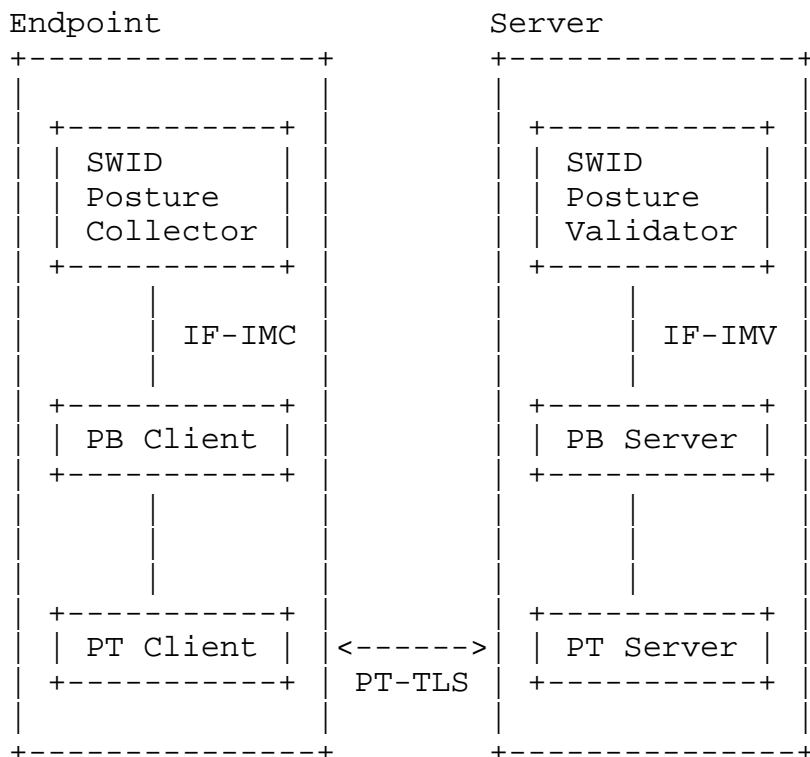 Endpoint Server
SWID SWID
Posture Posture
Collector Validator
IF-IMC IF-IMV
PB Client PB Server
PT Client <------> PT Server
PT-TLS